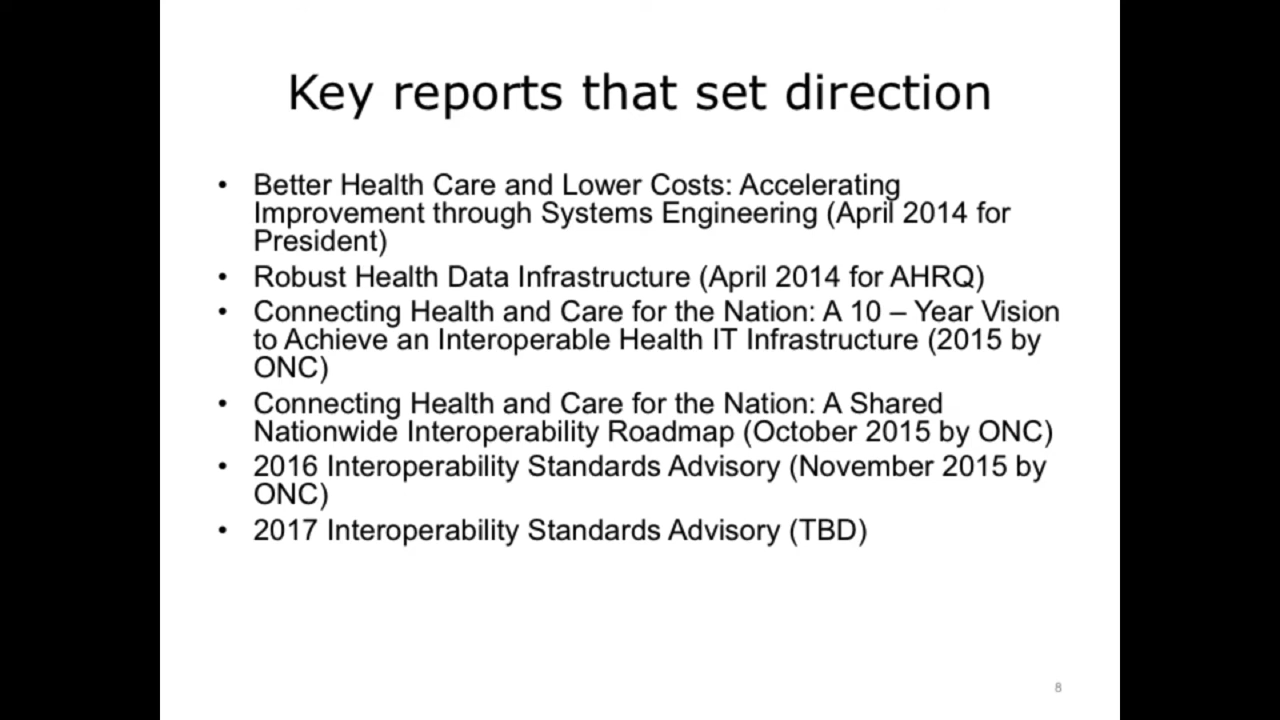 Key reports that set direction
• Better Health Care and Lower Costs: Accelerating
Improvement through Systems Engineering (April 2014 for
President)
• Robust Health Data Infrastructure (April 2014 for AHRQ)
• Connecting Health and Care for the Nation: A 10 – Year Vision
to Achieve an Interoperable Health IT Infrastructure (2015 by
ONC)
• Connecting Health and Care for the Nation: A Shared
Nationwide Interoperability Roadmap (October 2015 by ONC)
• 2016 Interoperability Standards Advisory (November 2015 by
ONC)
• 2017 Interoperability Standards Advisory (TBD)
8